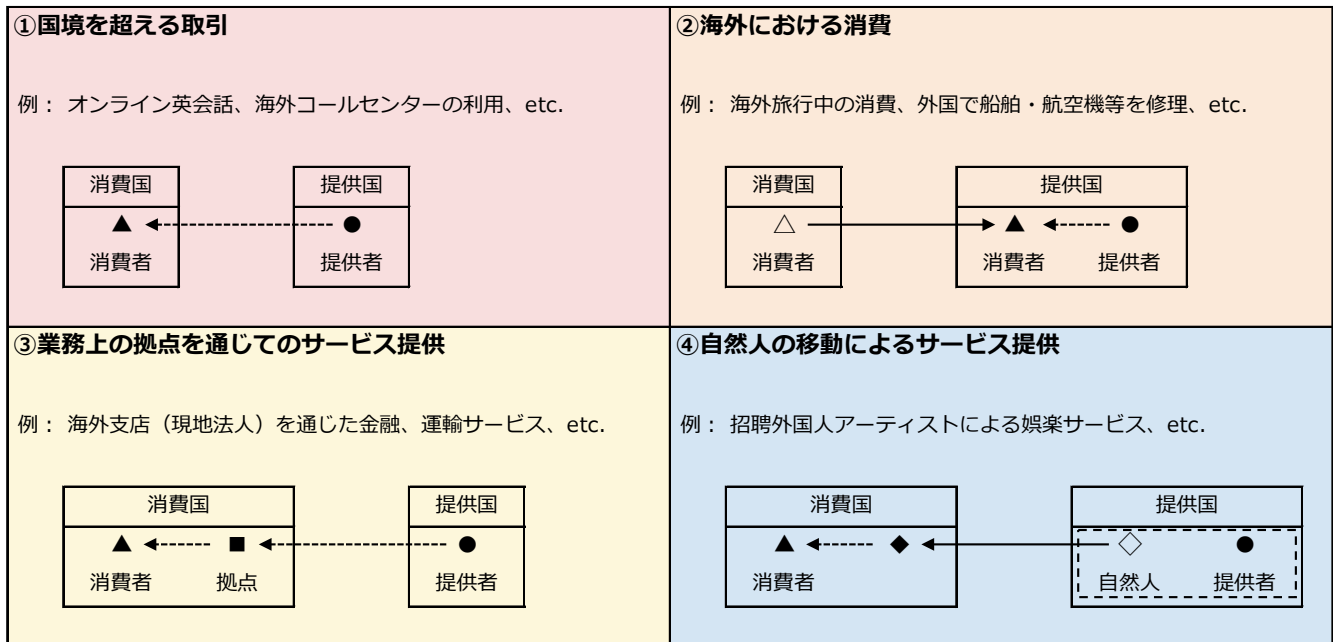 ①国境を超える取引
例： オンライン英会話、海外コールセンターの利用、etc.
消費国 提供国
消費者 提供者
②海外における消費
例： 海外旅行中の消費、外国で船舶・航空機等を修理、etc.
消費国 提供国
消費者 消費者 提供者
③業務上の拠点を通じてのサービス提供
例： 海外支店（現地法人）を通じた金融、運輸サービス、etc.
消費国 提供国
消費者 拠点 提供者
④自然人の移動によるサービス提供
例： 招聘外国人アーティストによる娯楽サービス、etc.
消費国 提供国
消費者 自然人 提供者